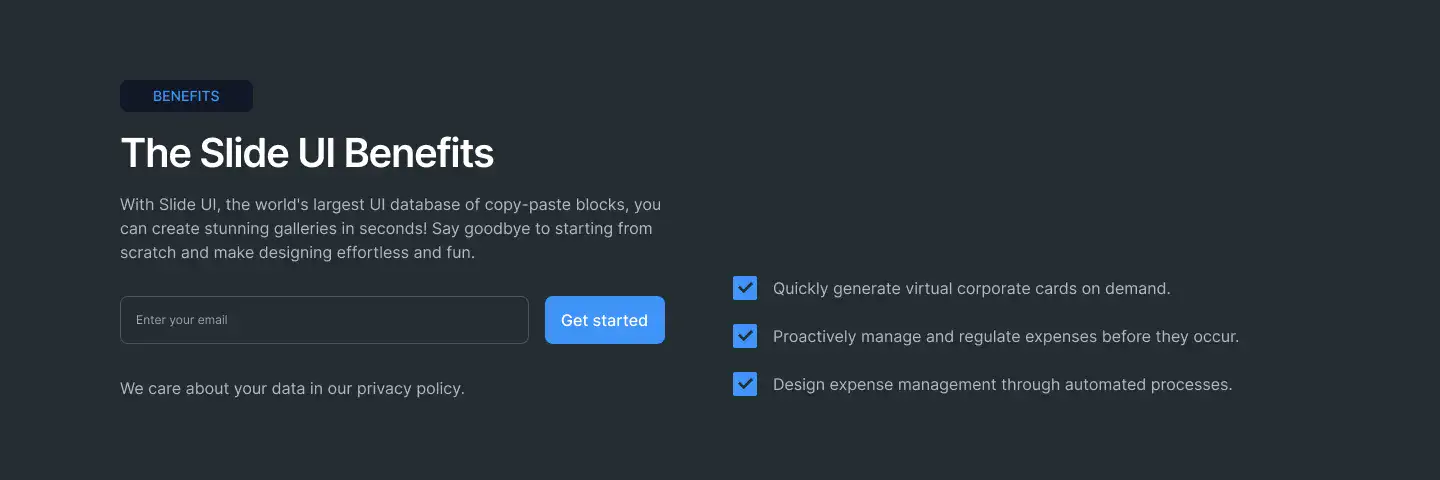 BENEFITS
The Slide UI Benefits
With Slide UI, the world's largest UI database of copy-paste blocks, you
can create stunning galleries in seconds! Say goodbye to starting from
scratch and make designing effortless and fun.
Enter your email
Get started
We care about your data in our privacy policy.
Quickly generate virtual corporate cards on demand.
Proactively manage and regulate expenses before they occur.
Design expense management through automated processes.